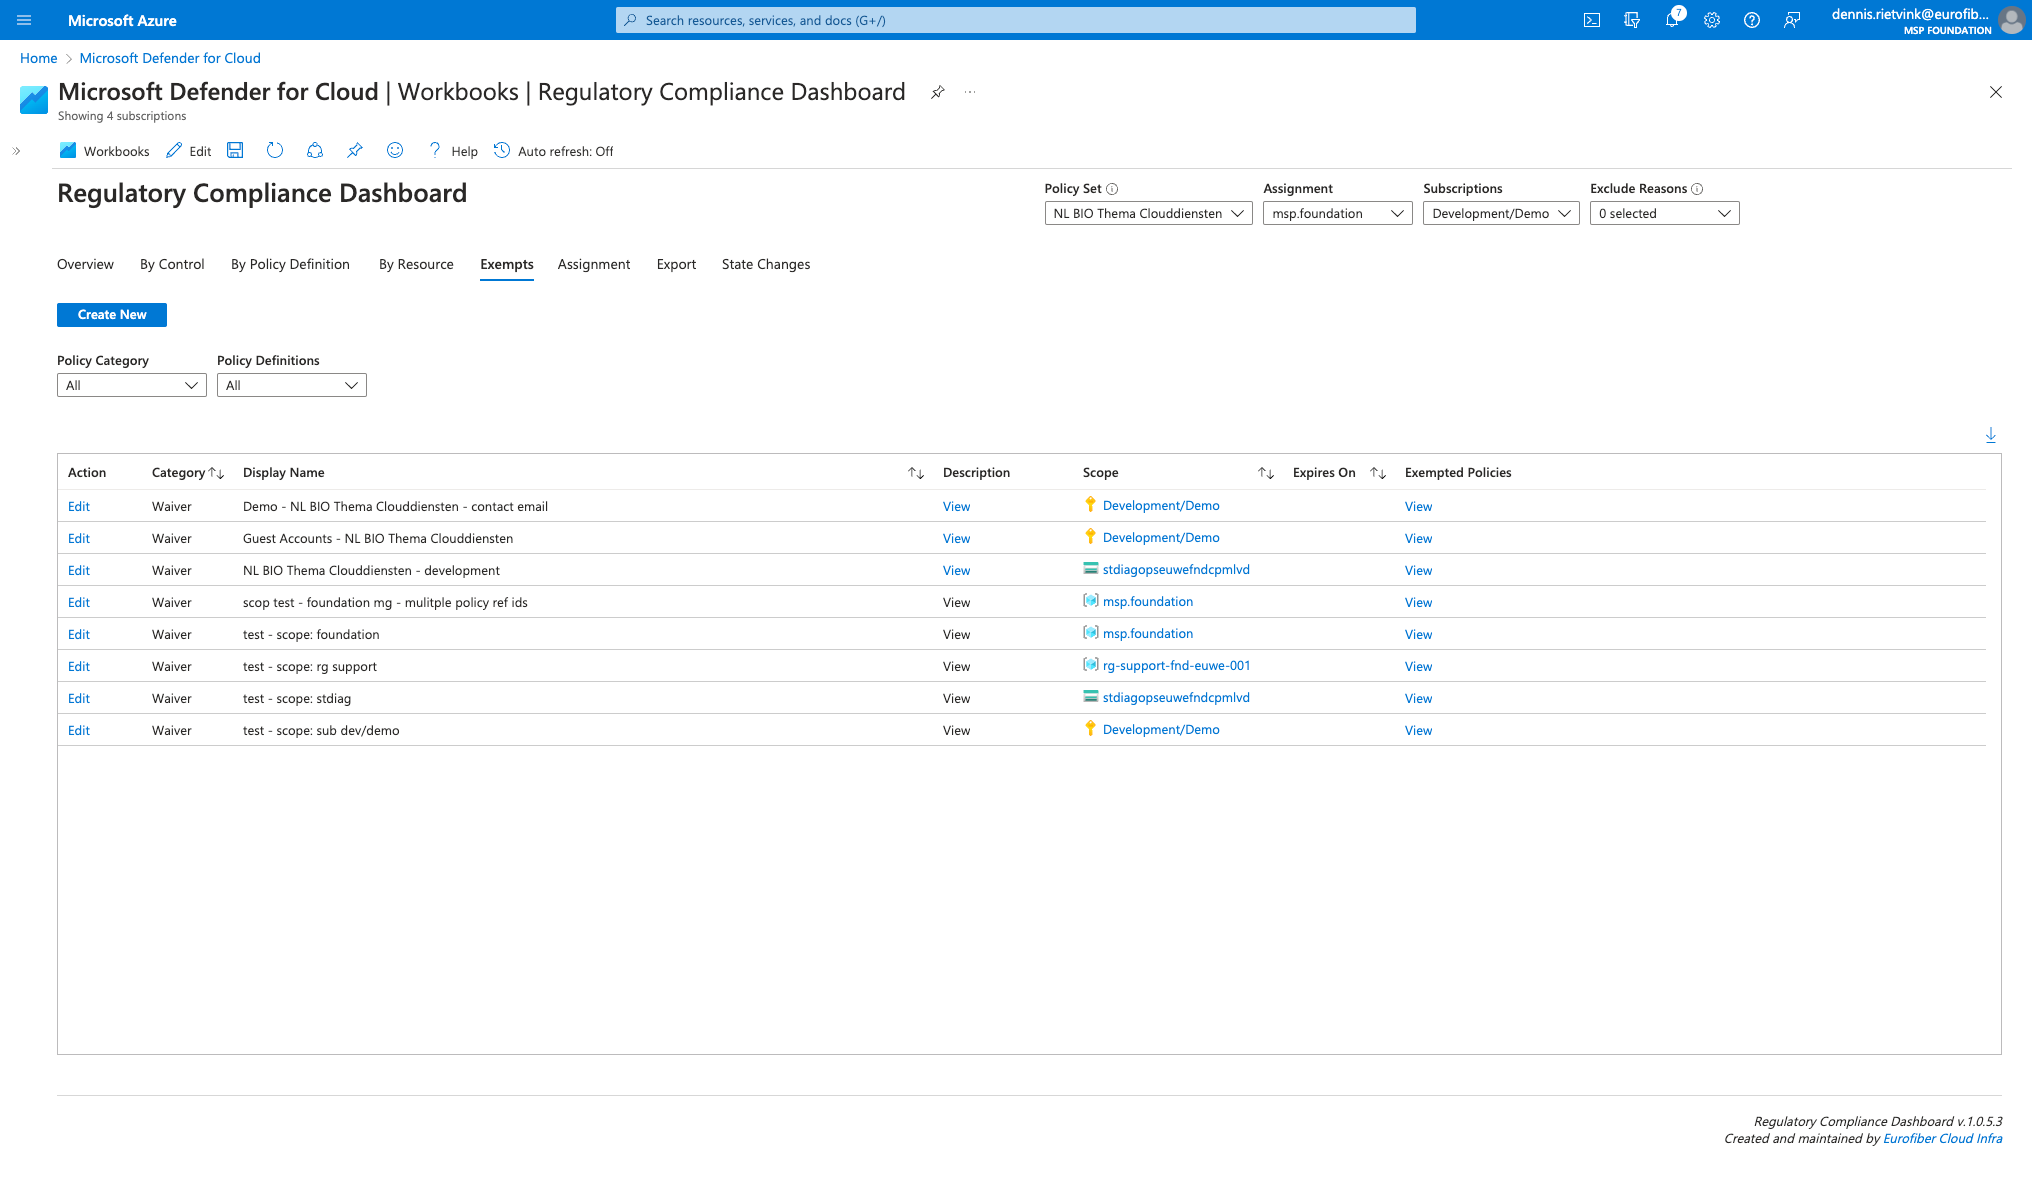 Microsoft Azure
Search resources, services, and docs (G+/)
7
dennis.rietvink@eurofib...
MSP FOUNDATION
Home > Microsoft Defender for Cloud
Microsoft Defender for Cloud | Workbooks | Regulatory Compliance Dashboard ...
Showing 4 subscriptions
Workbooks Edit ? Help Auto refresh: Off
Regulatory Compliance Dashboard
Policy Set Assignment Subscriptions Exclude Reasons
NL BIO Thema Clouddiensten msp.foundation Development/Demo 0 selected
Overview By Control By Policy Definition By Resource Exempts Assignment Export State Changes
Create New
Policy Category Policy Definitions
All All
Action Category Display Name Description Scope Expires On Exempted Policies
Edit Waiver Demo - NL BIO Thema Clouddiensten - contact email View Development/Demo View
Edit Waiver Guest Accounts - NL BIO Thema Clouddiensten View Development/Demo View
Edit Waiver NL BIO Thema Clouddiensten - development View stdiagopseuwefndcpmlvd View
Edit Waiver scop test - foundation mg - mulitple policy ref ids View msp.foundation View
Edit Waiver test - scope: foundation View msp.foundation View
Edit Waiver test - scope: rg support View rg-support-fnd-euwe-001 View
Edit Waiver test - scope: stdiag View stdiagopseuwefndcpmlvd View
Edit Waiver test - scope: sub dev/demo View Development/Demo View
Regulatory Compliance Dashboard v.1.0.5.3
Created and maintained by Eurofiber Cloud Infra